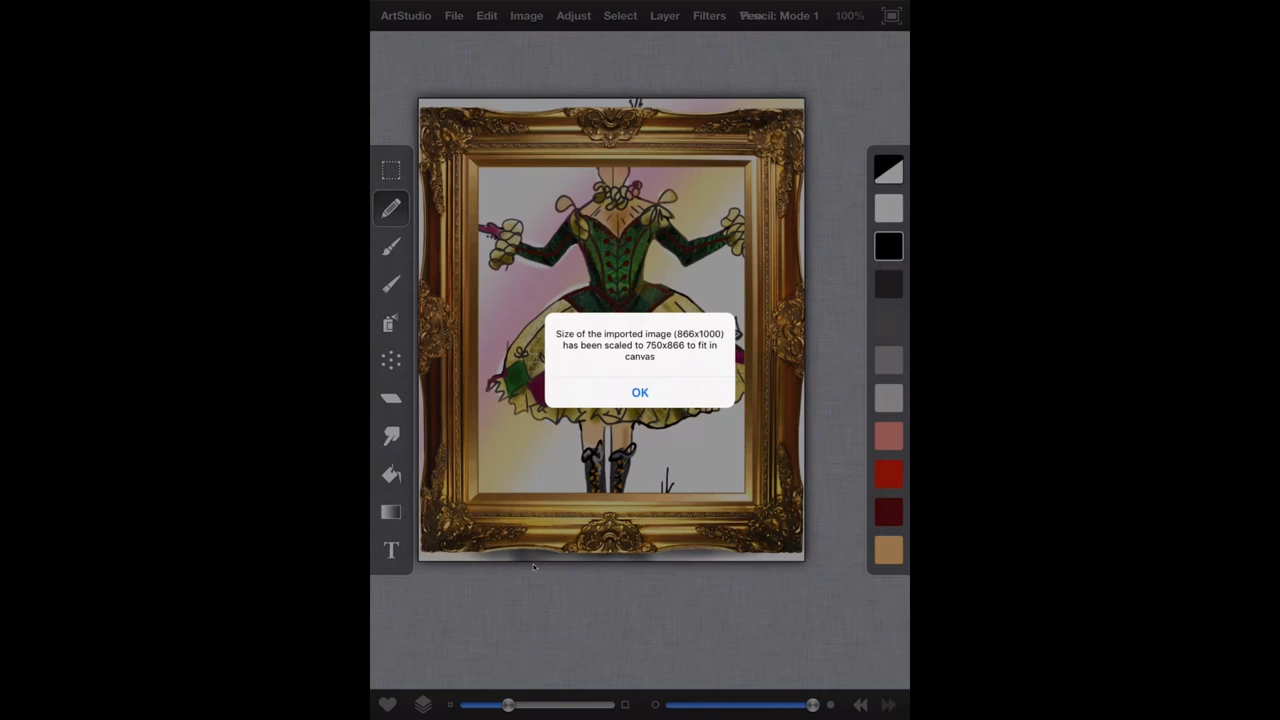 ArtStudio File Edit Image Adjust Select Layer Filters Pencil: Mode 1 100%
Size of the imported image (866x1000)
has been scaled to 750x866 to fit in
canvas
OK
T